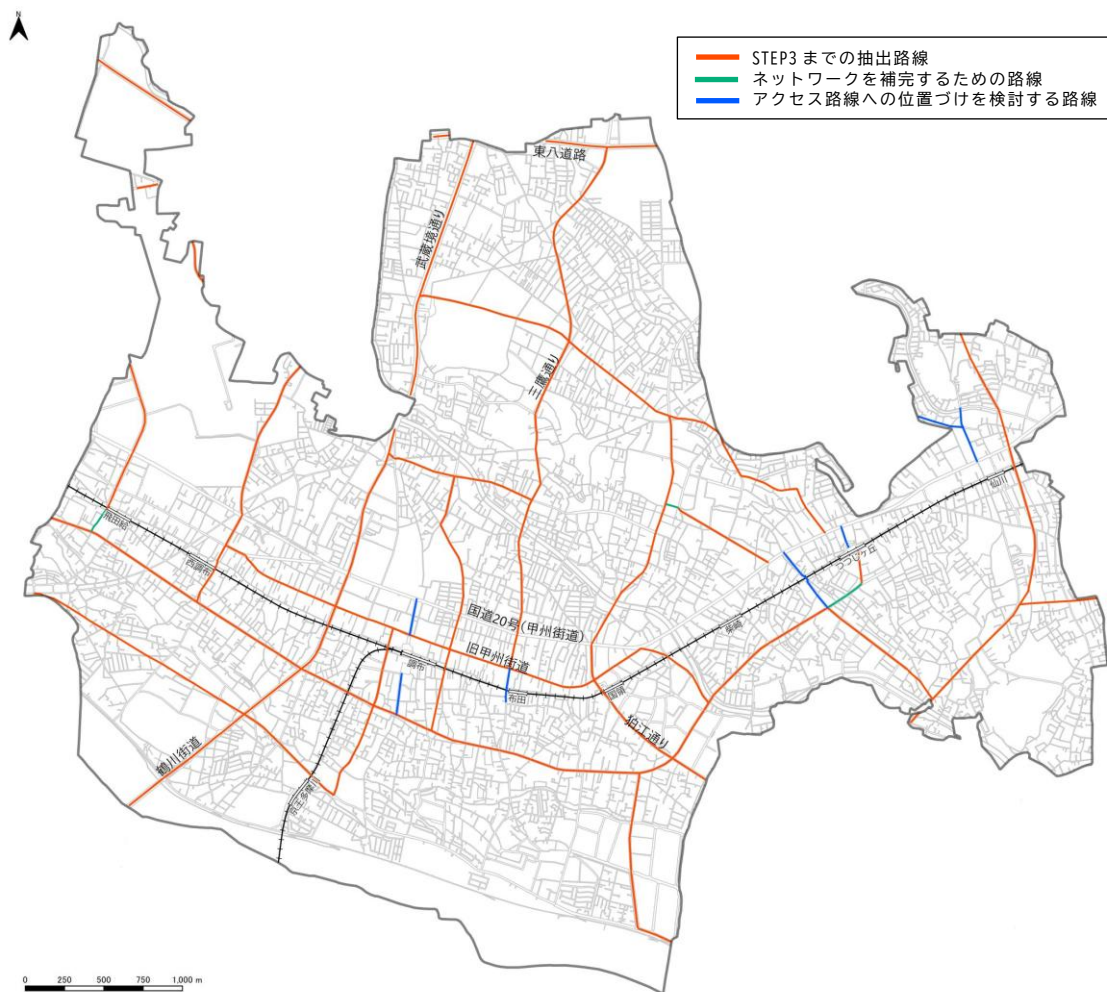 N
STEP3 までの抽出路線
ネットワークを補完するための路線
アクセス路線への位置づけを検討する路線
東八道路
武蔵境通り
三鷹通り
仙川
つつじヶ丘
飛田給
西調布
国道20号(甲州街道)
柴崎
旧甲州街道
調布
布田
国領
狛江通り
鶴川街道
京王多摩川
0 250 500 750 1,000 m